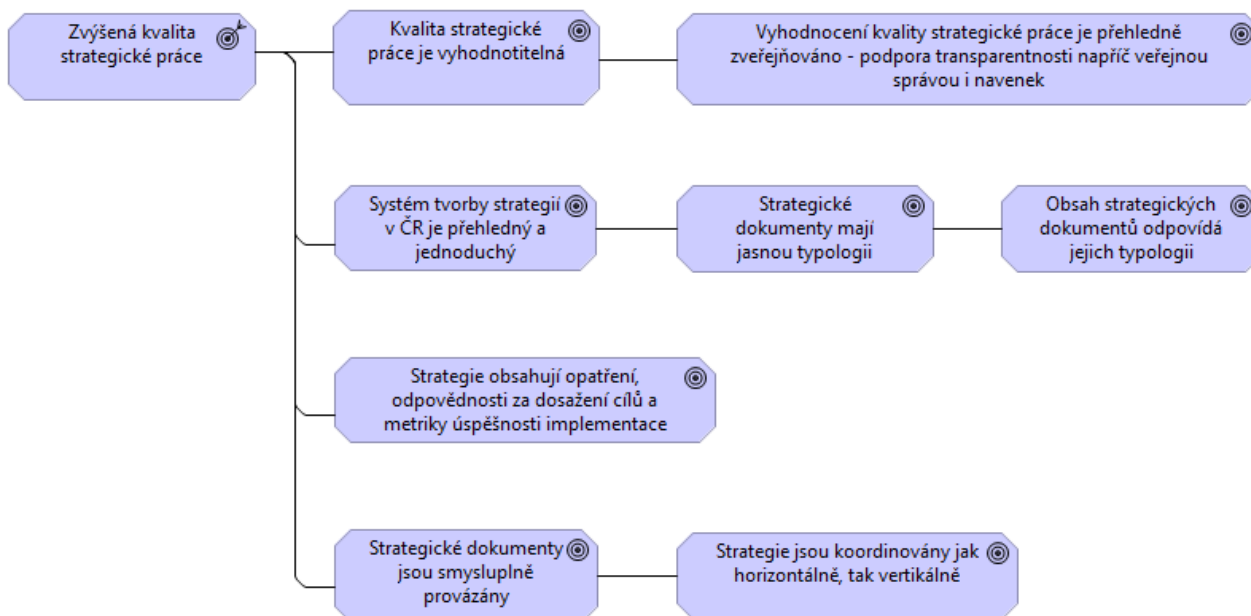 Zvýšená kvalita
strategické práce
Kvalita strategické
práce je vyhodnotitelná
Vyhodnocení kvality strategické práce je přehledně
zveřejňováno - podpora transparentnosti napříč veřejnou
správou i navenek
Systém tvorby strategií
v ČR je přehledný a
jednoduchý
Strategické
dokumenty mají
jasnou typologii
Obsah strategických
dokumentů odpovídá
jejich typologii
Strategie obsahují opatření,
odpovědnosti za dosažení cílů a
metriky úspěšnosti implementace
Strategické dokumenty
jsou smysluplně
provázány
Strategie jsou koordinovány jak
horizontálně, tak vertikálně